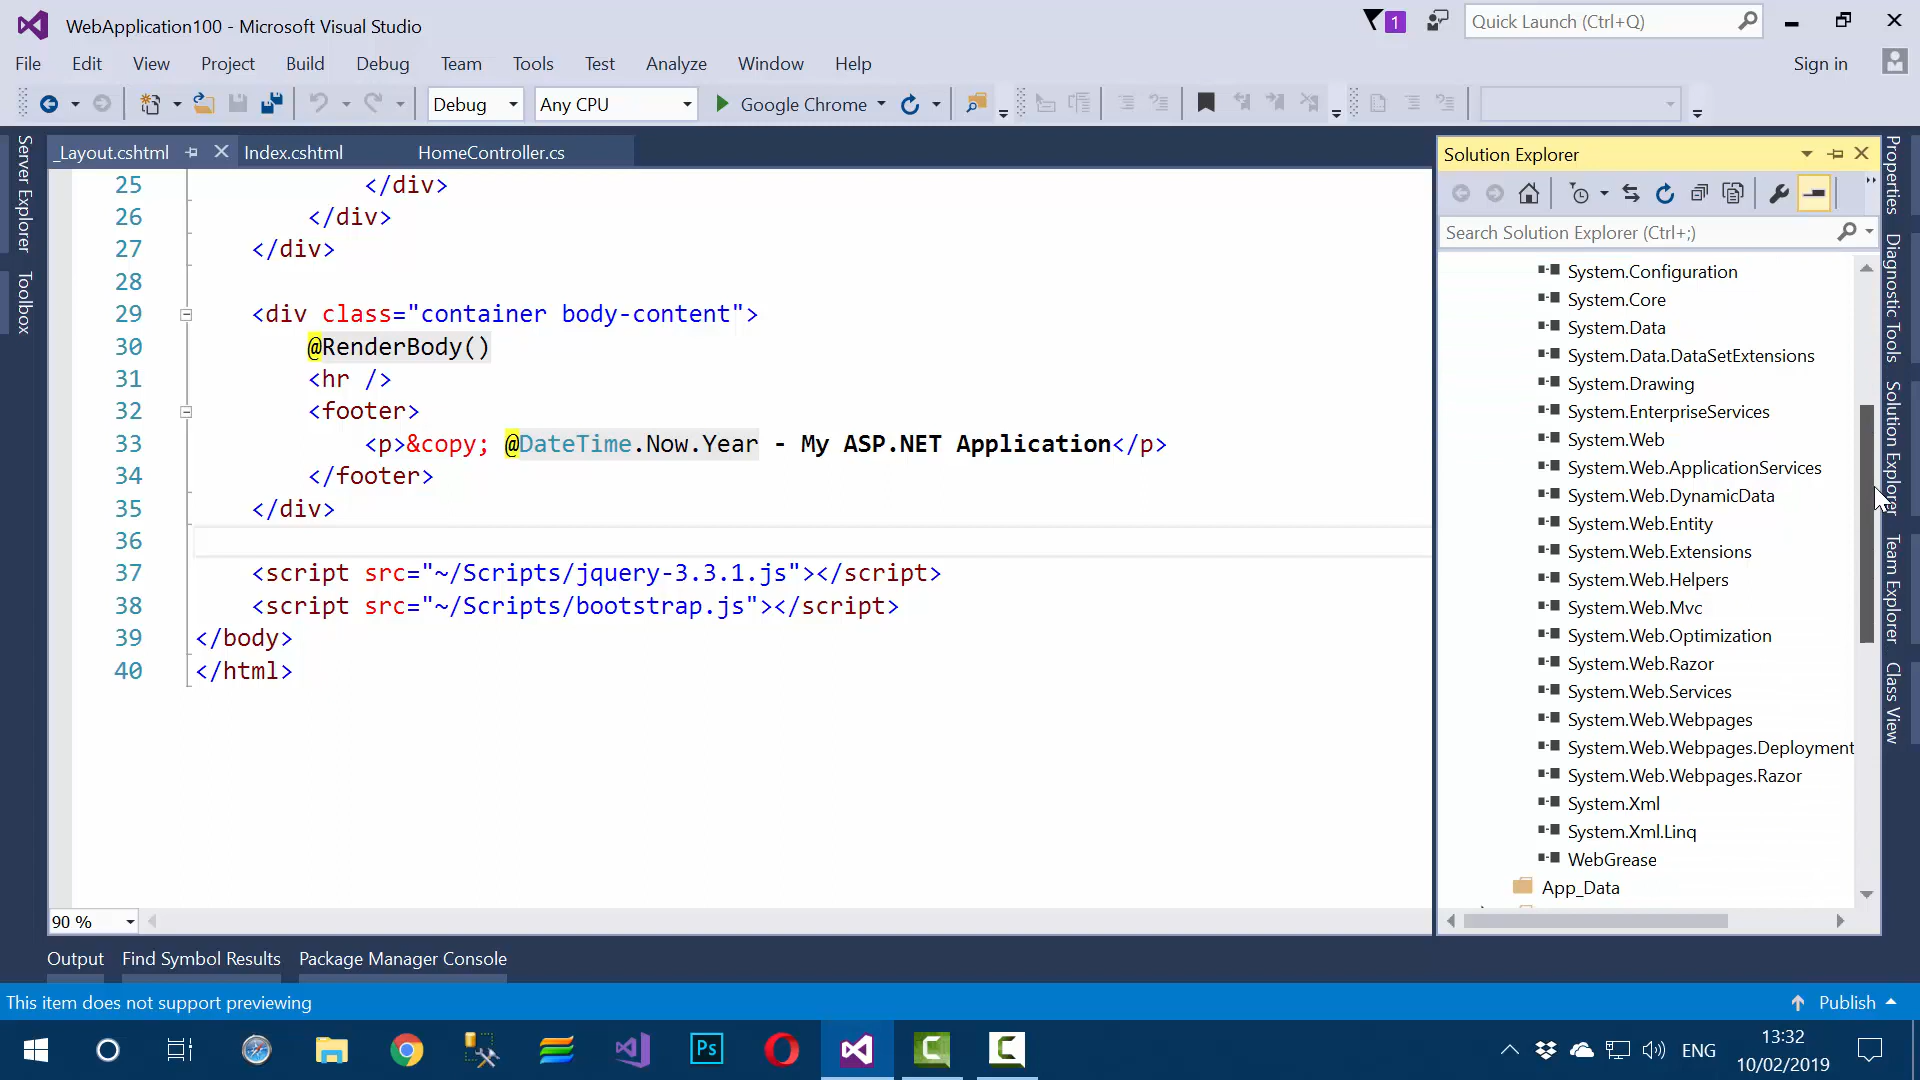 WebApplication100 - Microsoft Visual Studio
1
Quick Launch (Ctrl+Q)
File Edit View Project Build Debug Team Tools Test Analyze Window Help
Sign in
Debug Any CPU Google Chrome
_Layout.cshtml Index.cshtml HomeController.cs
Server Explorer
Toolbox
25 </div>
26 </div>
27 </div>
28
29 <div class="container body-content">
30 @RenderBody()
31 <hr />
32 <footer>
33 <p>&copy; @DateTime.Now.Year - My ASP.NET Application</p>
34 </footer>
35 </div>
36
37 <script src="~/Scripts/jquery-3.3.1.js"></script>
38 <script src="~/Scripts/bootstrap.js"></script>
39 </body>
40 </html>
90 %
Solution Explorer
Search Solution Explorer (Ctrl+;)
System.Configuration
System.Core
System.Data
System.Data.DataSetExtensions
System.Drawing
System.EnterpriseServices
System.Web
System.Web.ApplicationServices
System.Web.DynamicData
System.Web.Entity
System.Web.Extensions
System.Web.Helpers
System.Web.Mvc
System.Web.Optimization
System.Web.Razor
System.Web.Services
System.Web.Webpages
System.Web.Webpages.Deployment
System.Web.Webpages.Razor
System.Xml
System.Xml.Linq
WebGrease
App_Data
Properties
Diagnostic Tools
Solution Explorer
Team Explorer
Class View
Output Find Symbol Results Package Manager Console
This item does not support previewing
Publish
Ps
ENG
13:32
10/02/2019